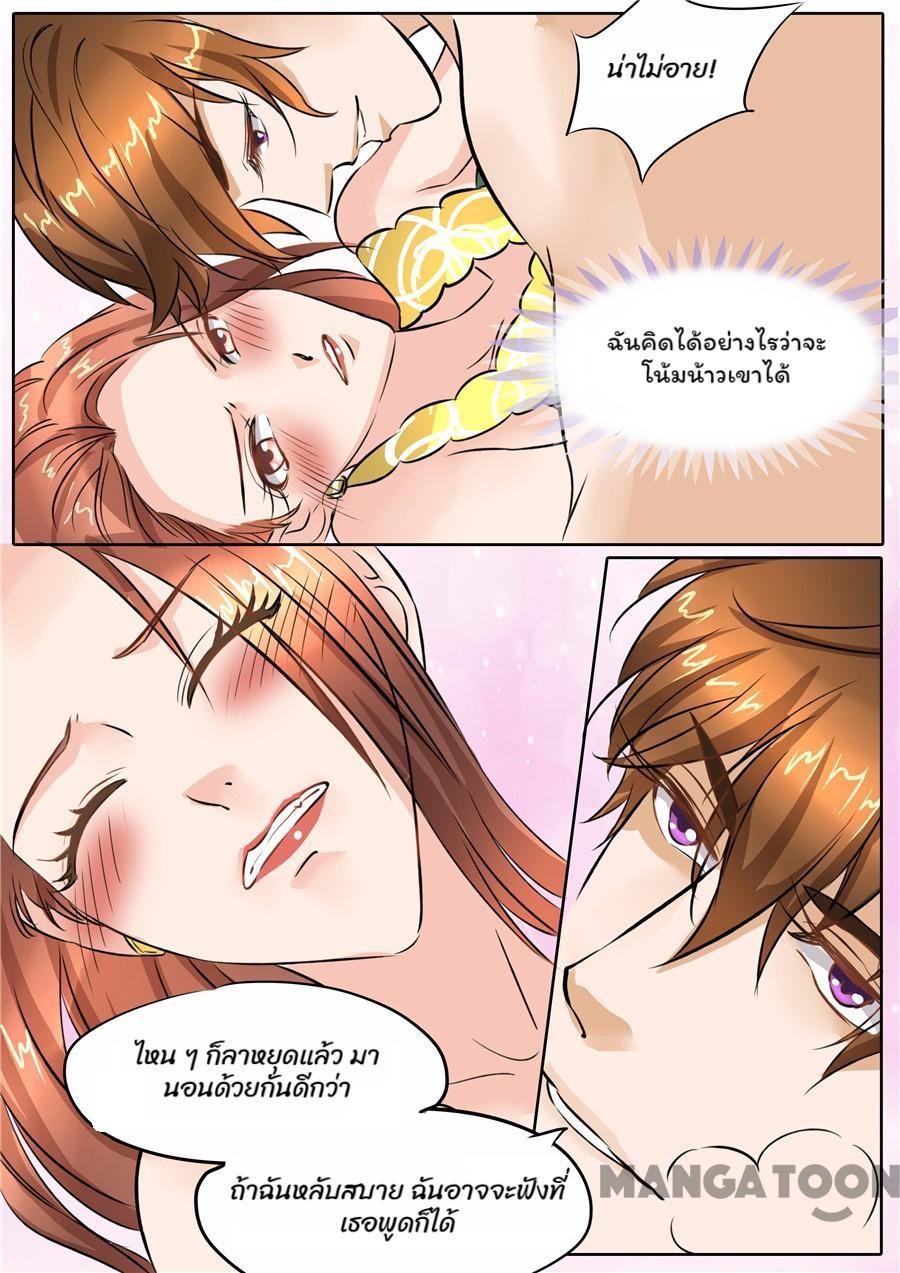 น่าไม่อาย!
ฉันคิดได้อย่างไรว่าจะ
โน้มน้าวเขาได้
ไหน ๆ ก็ลาหยุดแล้ว มา
นอนด้วยกันดีกว่า
ถ้าฉันหลับสบาย ฉันอาจจะฟังที่
เธอพูดก็ได้
MANGATOON